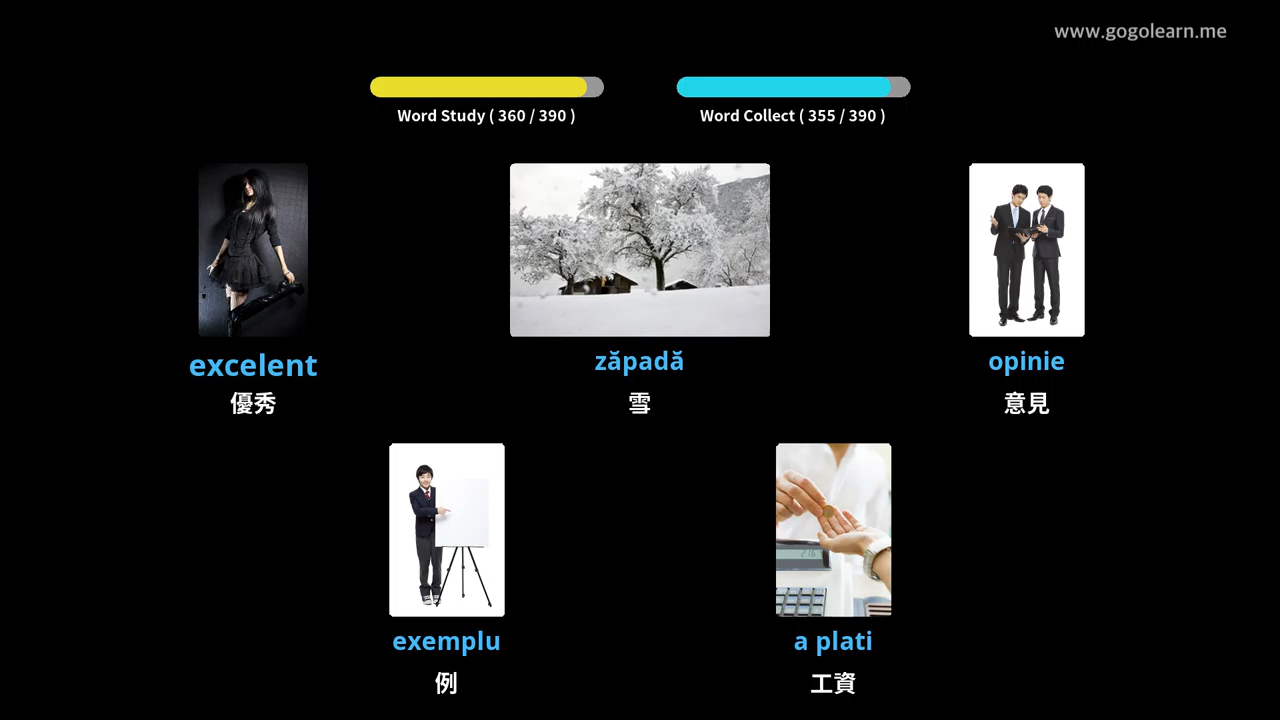 www.gogolearn.me
Word Study ( 360 / 390 )
Word Collect ( 355 / 390 )
excelent
優秀
zăpadă
雪
opinie
意見
exemplu
例
a plati
工資